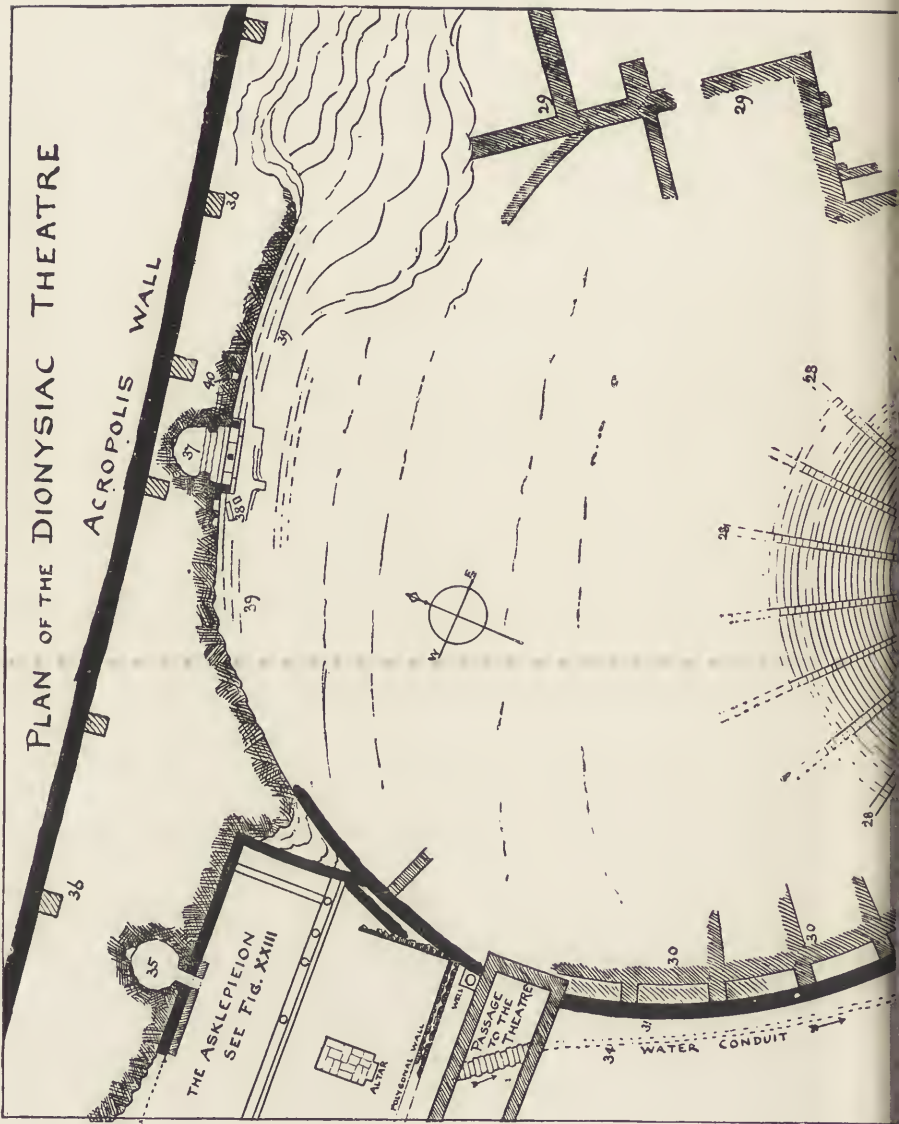 PLAN OF THE DIONYSIAC THEATRE
ACROPOLIS WALL
36
36
35
37
38
39
39
40
29
29
28
28
28
THE ASKLEPIEION
SEE FIG. XXIII
ALTAR
POLYGONAL WALL
WELL
PASSAGE
TO THE
THEATRE
30
30
31
34
WATER CONDUIT
W
E